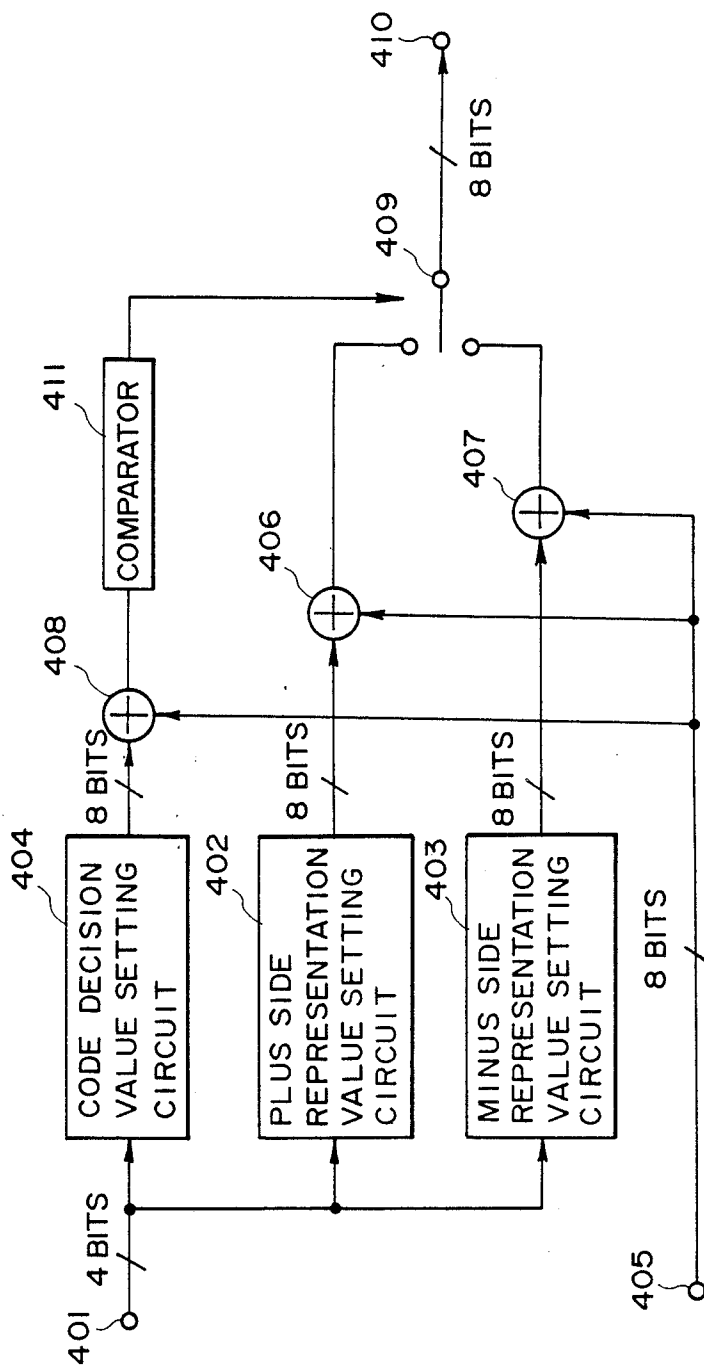 401
4 BITS
404
CODE DECISION
VALUE SETTING
CIRCUIT
8 BITS
408
411
COMPARATOR
402
PLUS SIDE
REPRESENTATION
VALUE SETTING
CIRCUIT
8 BITS
406
409
8 BITS
410
403
MINUS SIDE
REPRESENTATION
VALUE SETTING
CIRCUIT
8 BITS
407
405
8 BITS